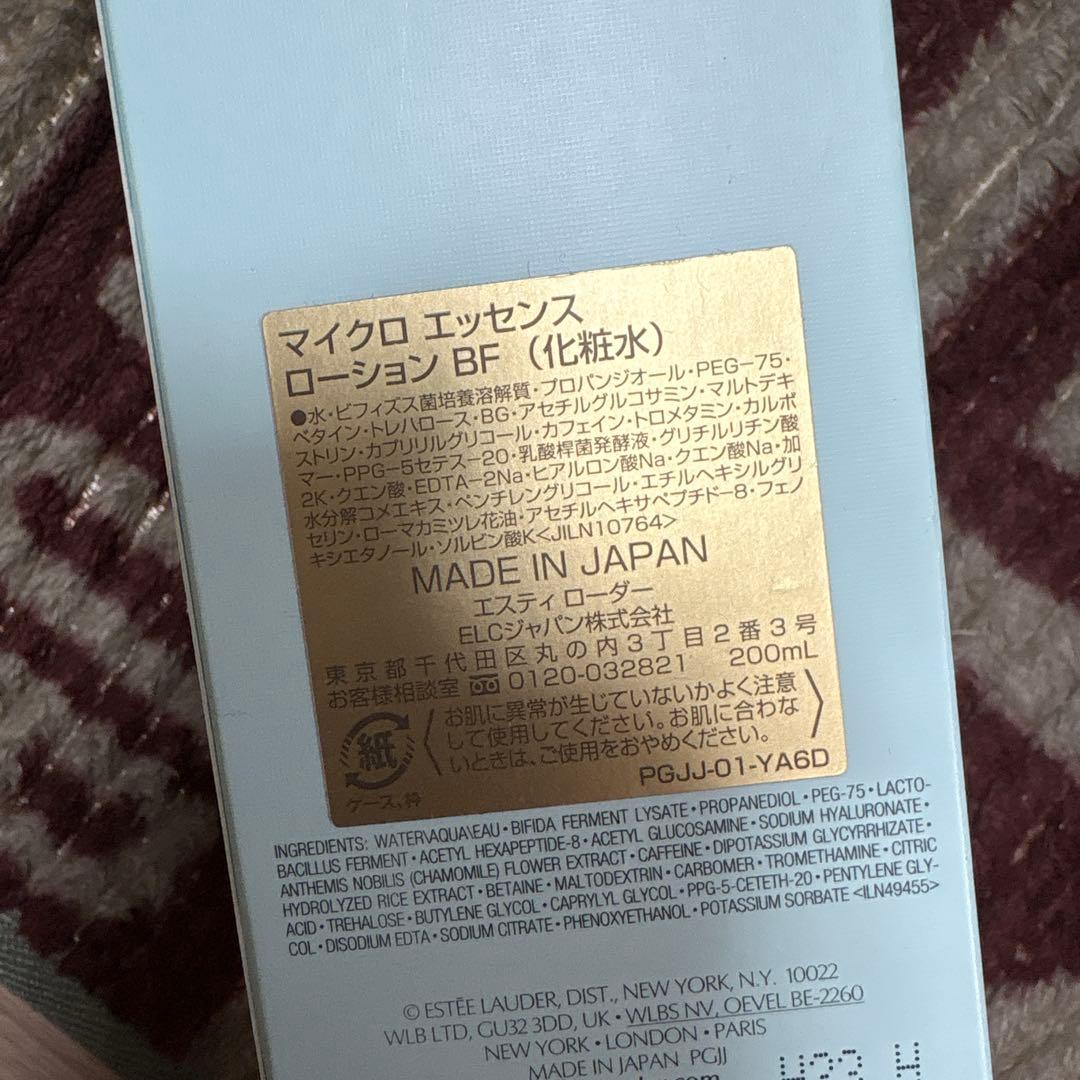 マイクロ エッセンス
ローション BF （化粧水）
●水・ビフィズス菌培養溶解質・プロパンジオール・PEG-75・
ベタイン・トレハロース・BG・アセチルグルコサミン・マルトデキ
ストリン・カプリリルグリコール・カフェイン・トロメタミン・カルボ
マー・PPG-5セテス-20・乳酸桿菌発酵液・グリチルリチン酸
2K・クエン酸・EDTA-2Na・ヒアルロン酸Na・クエン酸Na・加
水分解コメエキス・ペンチレングリコール・エチルヘキシルグリ
セリン・ローマカミツレ花油・アセチルヘキサペプチド-8・フェノ
キシエタノール・ソルビン酸K<JILN10764>
MADE IN JAPAN
エスティ ローダー
ELCジャパン株式会社
東京都千代田区丸の内3丁目2番3号
お客様相談室 0120-032821 200mL
紙
ケース、枠
〈お肌に異常が生じていないかよく注意
して使用してください。お肌に合わな
いときは、ご使用をおやめください。〉
PGJJ-01-YA6D
INGREDIENTS: WATER\AQUA\EAU • BIFIDA FERMENT LYSATE • PROPANEDIOL • PEG-75 • LACTO-
BACILLUS FERMENT • ACETYL HEXAPEPTIDE-8 • ACETYL GLUCOSAMINE • SODIUM HYALURONATE •
ANTHEMIS NOBILIS (CHAMOMILE) FLOWER EXTRACT • CAFFEINE • DIPOTASSIUM GLYCYRRHIZATE •
HYDROLYZED RICE EXTRACT • BETAINE • MALTODEXTRIN • CARBOMER • TROMETHAMINE • CITRIC
ACID • TREHALOSE • BUTYLENE GLYCOL • CAPRYLYL GLYCOL • PPG-5-CETETH-20 • PENTYLENE GLY-
COL • DISODIUM EDTA • SODIUM CITRATE • PHENOXYETHANOL • POTASSIUM SORBATE <ILN49455>
© ESTÉE LAUDER, DIST., NEW YORK, N.Y. 10022
WLB LTD, GU32 3DD, UK • WLBS NV, OEVEL BE-2260
NEW YORK • LONDON • PARIS
MADE IN JAPAN PGJJ